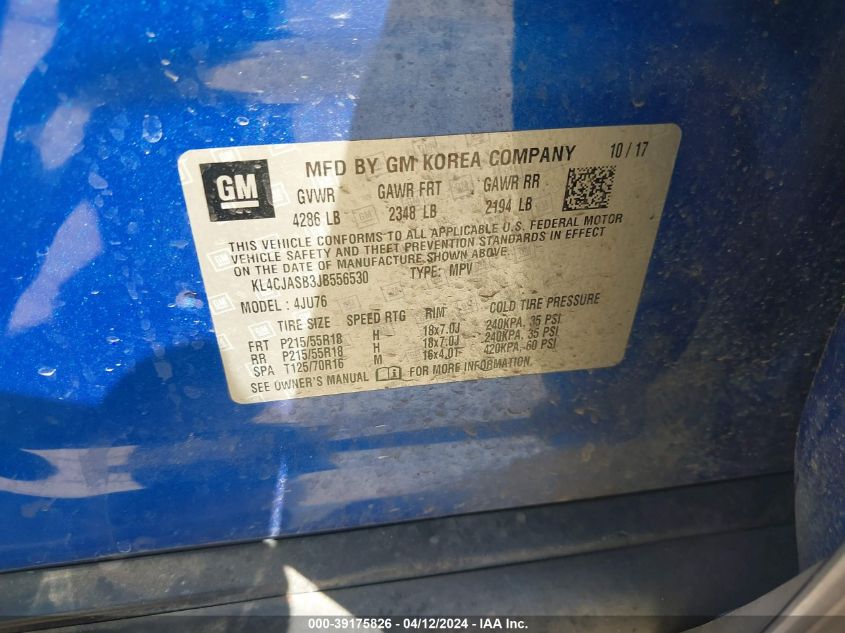 GM
MFD BY GM KOREA COMPANY 10 / 17
GVWR GAWR FRT GAWR RR
4286 LB 2348 LB 2194 LB
THIS VEHICLE CONFORMS TO ALL APPLICABLE U.S. FEDERAL MOTOR
VEHICLE SAFETY AND THEFT PREVENTION STANDARDS IN EFFECT
ON THE DATE OF MANUFACTURE SHOWN ABOVE.
KL4CJASB3JB556530 TYPE: MPV
MODEL: 4JU76
TIRE SIZE SPEED RTG RIM COLD TIRE PRESSURE
FRT P215/55R18 H 18x7.0J 240KPA, 35 PSI
RR P215/55R18 H 18x7.0J 240KPA, 35 PSI
SPA T125/70R16 M 16x4.0T 420KPA, 60 PSI
SEE OWNER'S MANUAL FOR MORE INFORMATION
000-39175826 - 04/12/2024 - IAA Inc.